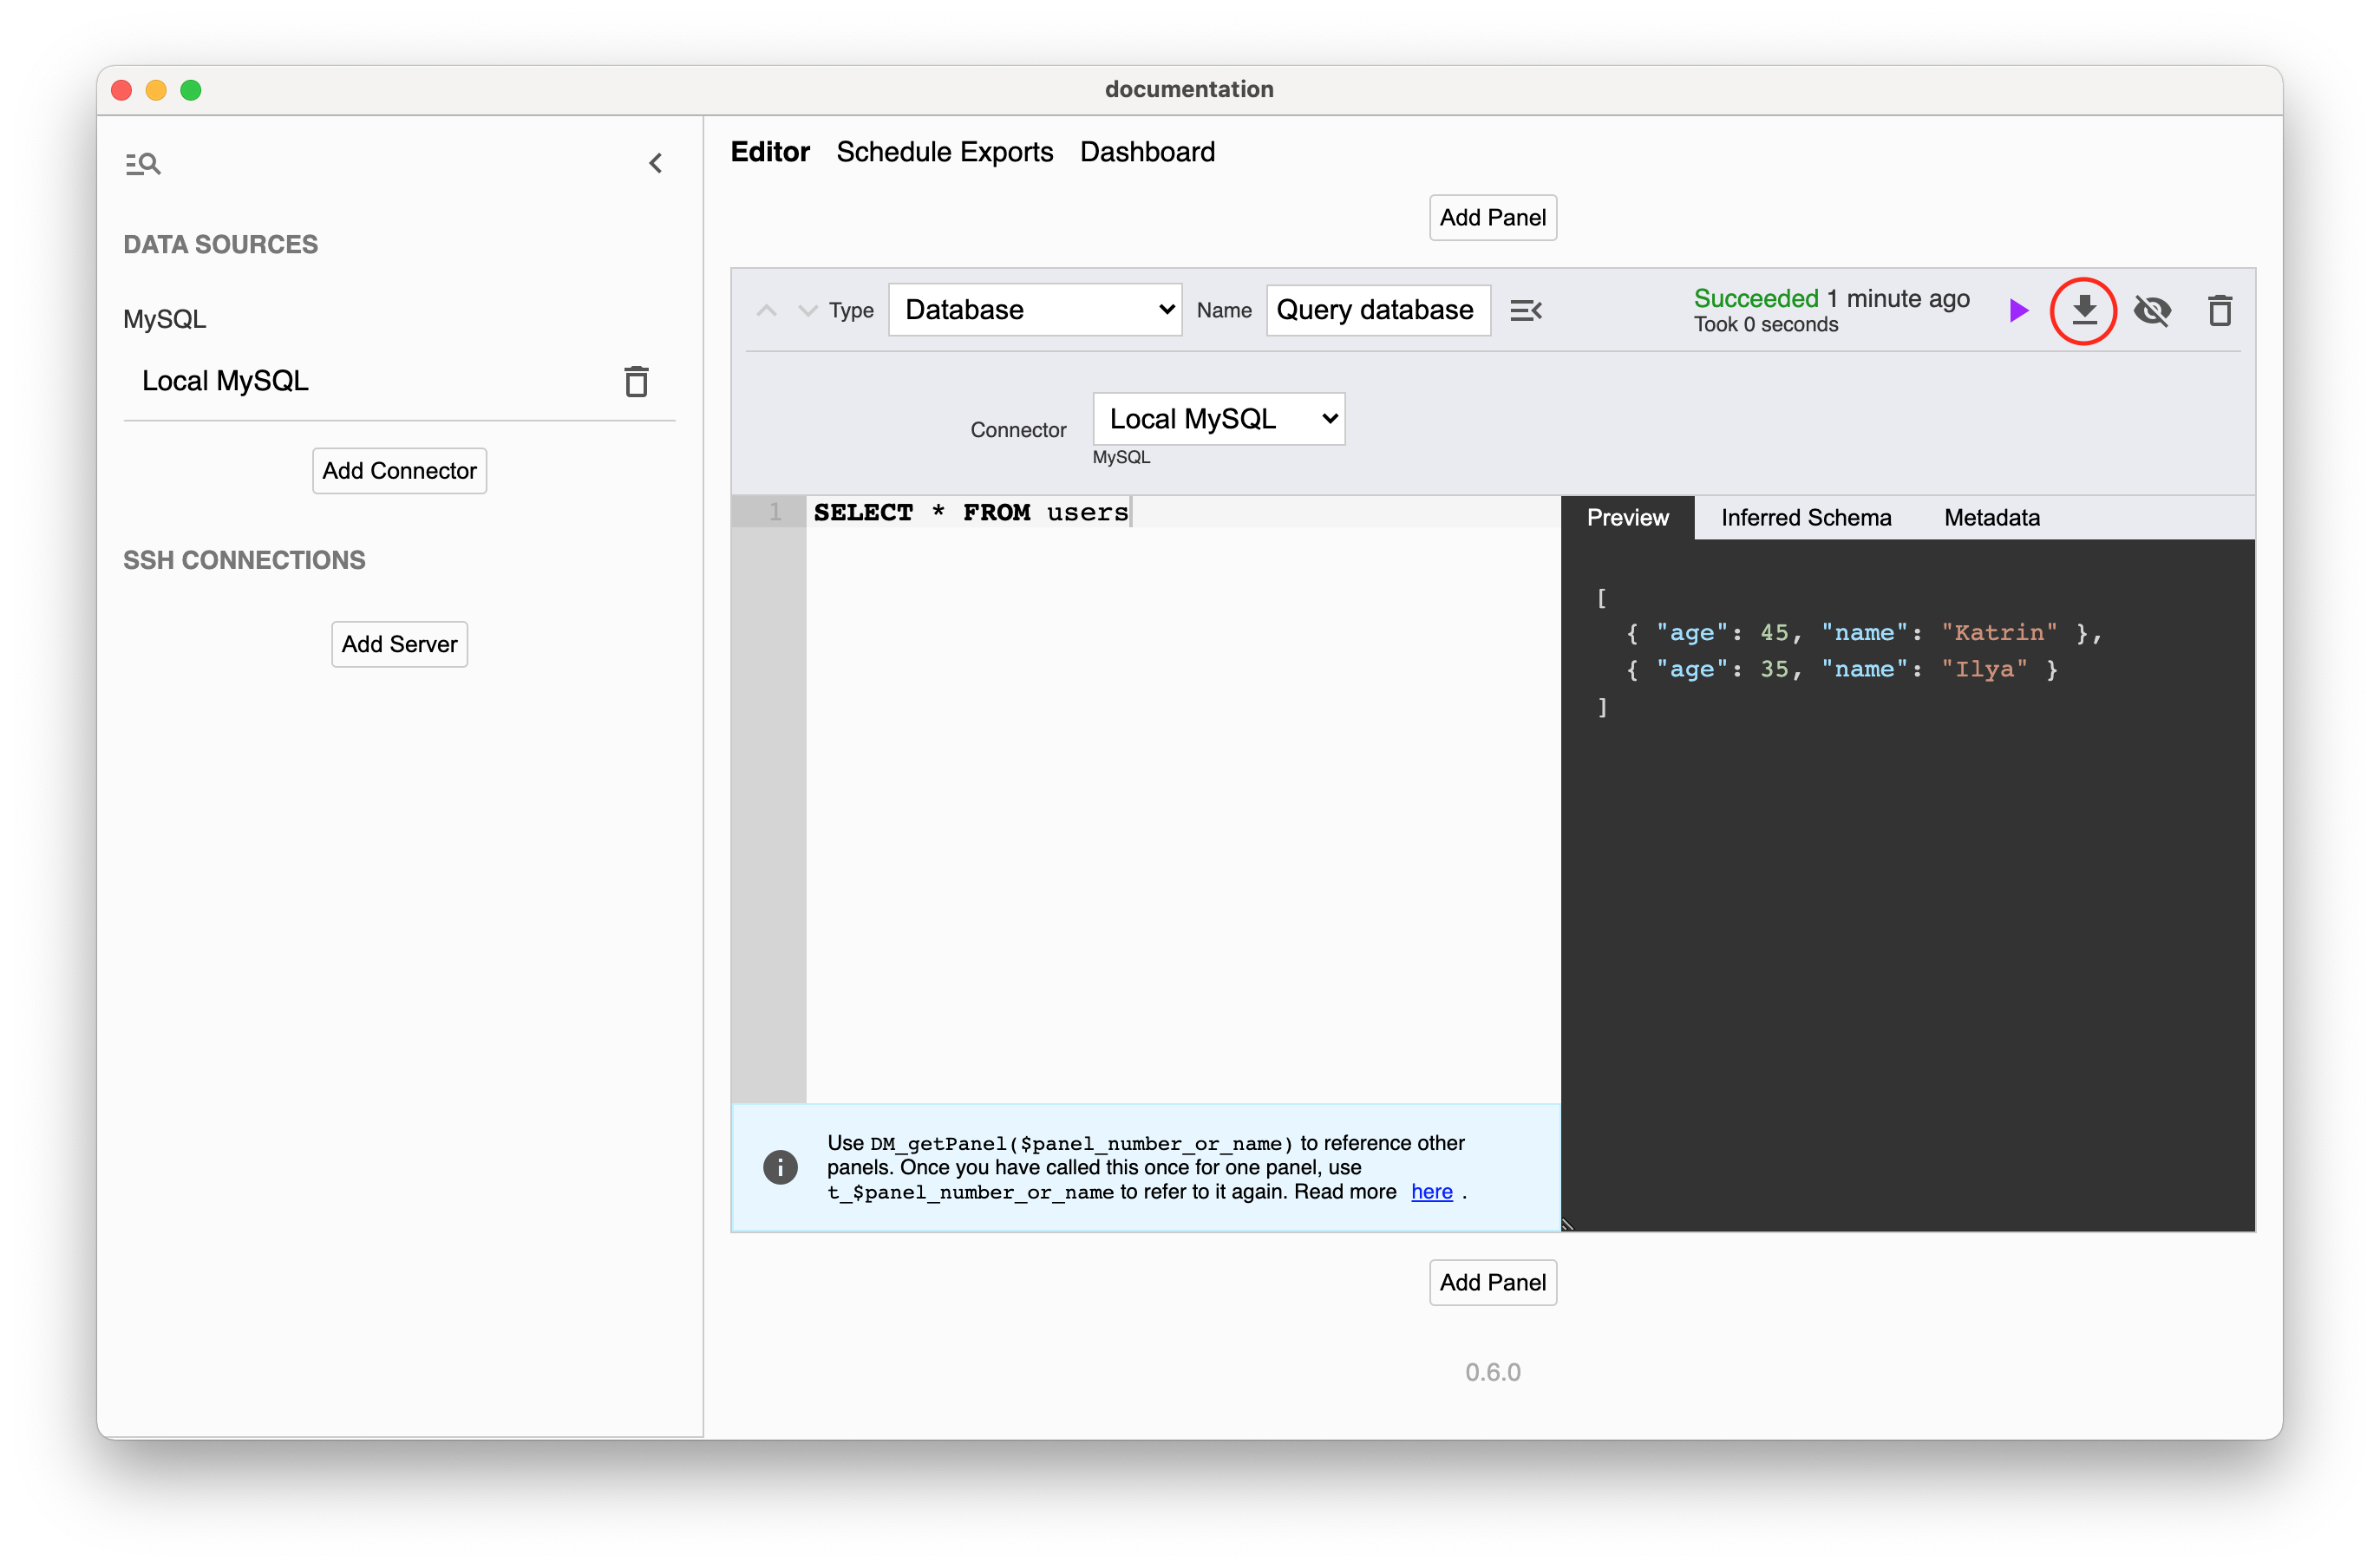 documentation
DATA SOURCES
MySQL
Local MySQL
Add Connector
SSH CONNECTIONS
Add Server
Editor Schedule Exports Dashboard
Add Panel
Type Database Name Query database
Succeeded 1 minute ago
Took 0 seconds
Connector Local MySQL
MySQL
1 SELECT * FROM users
Preview Inferred Schema Metadata
[
{ "age": 45, "name": "Katrin" },
{ "age": 35, "name": "Ilya" }
]
Use DM_getPanel($panel_number_or_name) to reference other
panels. Once you have called this once for one panel, use
t_$panel_number_or_name to refer to it again. Read more here .
Add Panel
0.6.0